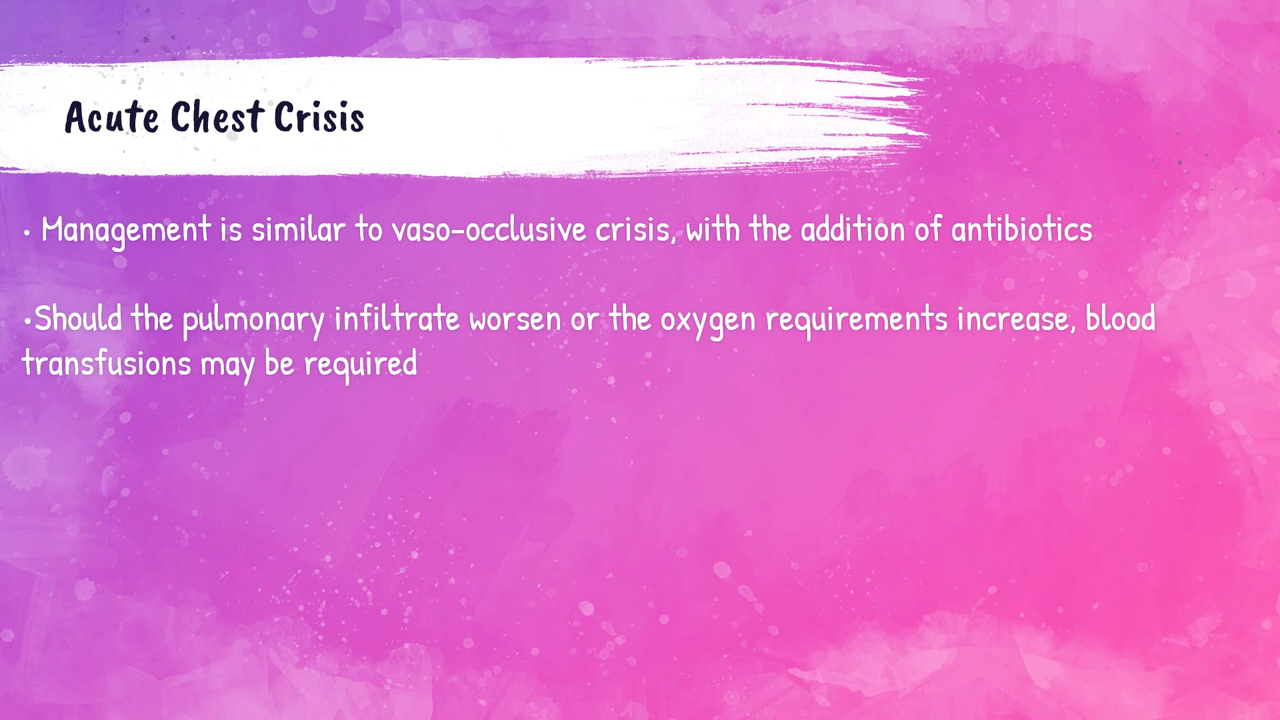 Acute Chest Crisis
• Management is similar to vaso-occlusive crisis, with the addition of antibiotics
•Should the pulmonary infiltrate worsen or the oxygen requirements increase, blood
transfusions may be required